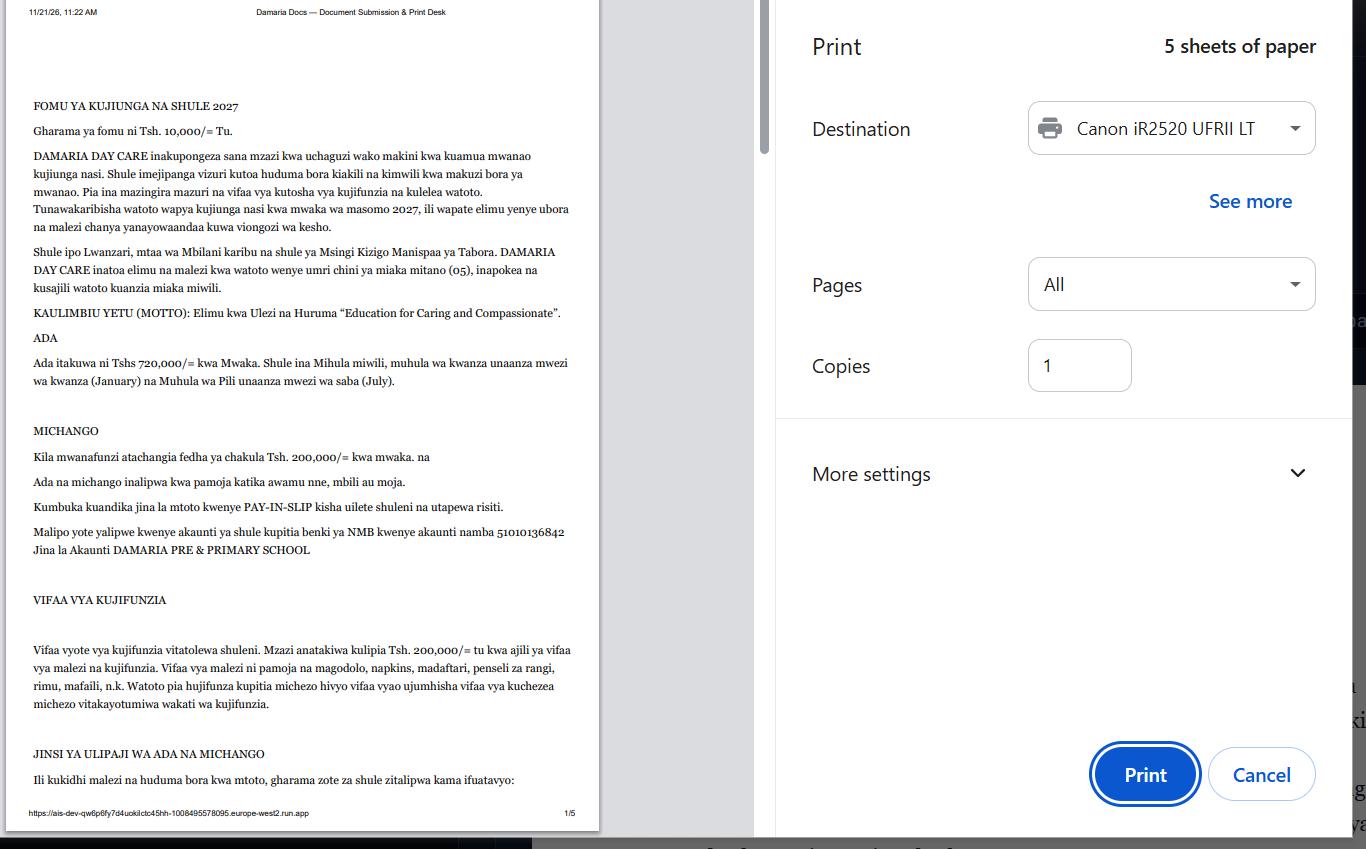 11/21/26, 11:22 AM
Damaria Docs — Document Submission & Print Desk
FOMU YA KUJIUNGA NA SHULE 2027
Gharama ya fomu ni Tsh. 10,000/= Tu.
DAMARIA DAY CARE inakupongeza sana mzazi kwa uchaguzi wako makini kwa kuamua mwanao
kujiunga nasi. Shule imejipanga vizuri kutoa huduma bora kiakili na kimwili kwa makuzi bora ya
mwanao. Pia ina mazingira mazuri na vifaa vya kutosha vya kujifunzia na kulelea watoto.
Tunawakaribisha watoto wapya kujiunga nasi kwa mwaka wa masomo 2027, ili wapate elimu yenye ubora
na malezi chanya yanayowaandaa kuwa viongozi wa kesho.
Shule ipo Lwanzari, mtaa wa Mbilani karibu na shule ya Msingi Kizigo Manispaa ya Tabora. DAMARIA
DAY CARE inatoa elimu na malezi kwa watoto wenye umri chini ya miaka mitano (05), inapokea na
kusajili watoto kuanzia miaka miwili.
KAULIMBIU YETU (MOTTO): Elimu kwa Ulezi na Huruma “Education for Caring and Compassionate”.
ADA
Ada itakuwa ni Tshs 720,000/= kwa Mwaka. Shule ina Mihula miwili, muhula wa kwanza unaanza mwezi
wa kwanza (January) na Muhula wa Pili unaanza mwezi wa saba (July).
MICHANGO
Kila mwanafunzi atachangia fedha ya chakula Tsh. 200,000/= kwa mwaka. na
Ada na michango inalipwa kwa pamoja katika awamu nne, mbili au moja.
Kumbuka kuandika jina la mtoto kwenye PAY-IN-SLIP kisha uilete shuleni na utapewa risiti.
Malipo yote yalipwe kwenye akaunti ya shule kupitia benki ya NMB kwenye akaunti namba 51010136842
Jina la Akaunti DAMARIA PRE & PRIMARY SCHOOL
VIFAA VYA KUJIFUNZIA
Vifaa vyote vya kujifunzia vitatolewa shuleni. Mzazi anatakiwa kulipia Tsh. 200,000/= tu kwa ajili ya vifaa
vya malezi na kujifunzia. Vifaa vya malezi ni pamoja na magodolo, napkins, madaftari, penseli za rangi,
rimu, mafaili, n.k. Watoto pia hujifunza kupitia michezo hivyo vifaa vyao ujumhisha vifaa vya kuchezea
michezo vitakayotumiwa wakati wa kujifunzia.
JINSI YA ULIPAJI WA ADA NA MICHANGO
Ili kukidhi malezi na huduma bora kwa mtoto, gharama zote za shule zitalipwa kama ifuatavyo:
https://ais-dev-qw6p6fy7d4uokilctc45hh-1008495578095.europe-west2.run.app
1/5
Print
5 sheets of paper
Destination
Canon iR2520 UFRII LT
See more
Pages
All
Copies
1
More settings
Print
Cancel